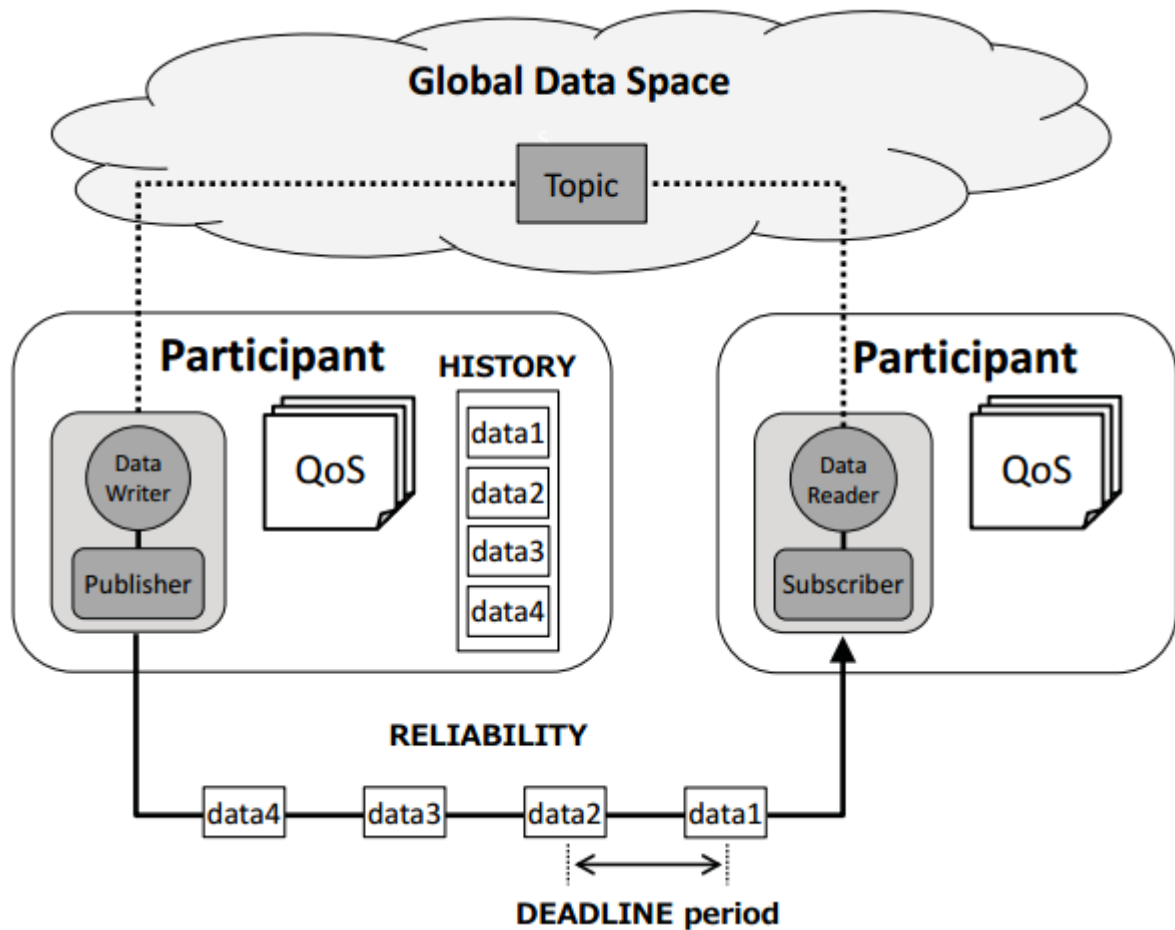 Global Data Space
Topic
Participant
HISTORY
data1
data2
data3
data4
QoS
Data
Writer
Publisher
Participant
QoS
Data
Reader
Subscriber
RELIABILITY
data4
data3
data2
data1
DEADLINE period